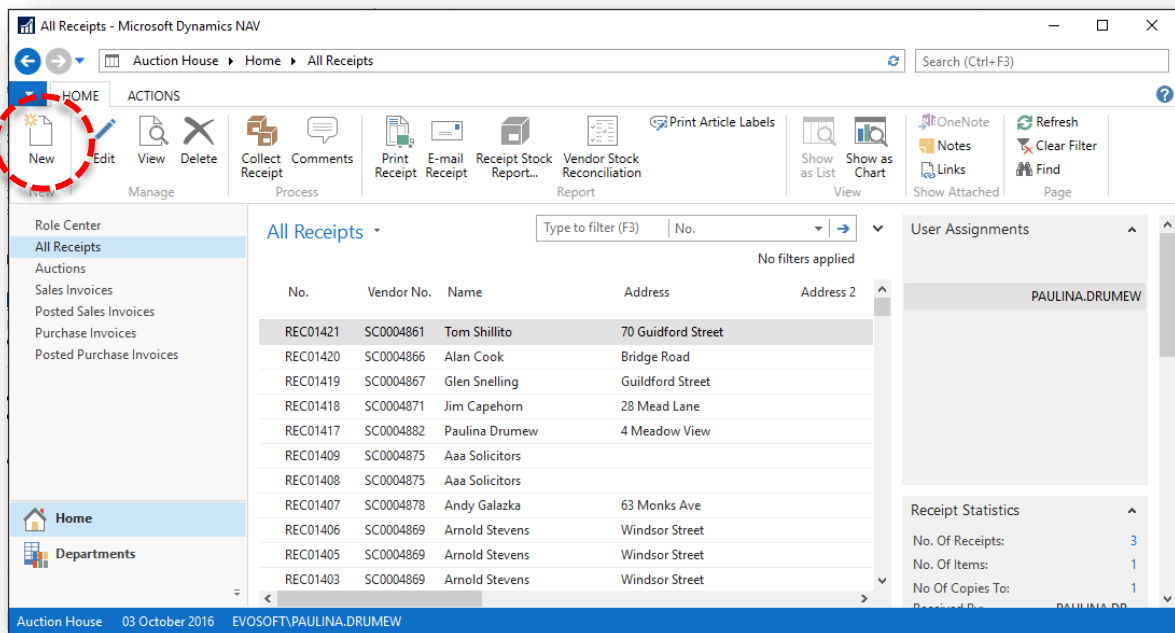 All Receipts - Microsoft Dynamics NAV
Auction House Home All Receipts
Search (Ctrl+F3)
HOME ACTIONS
New
Edit
View
Delete
Collect Receipt
Comments
Print Receipt
E-mail Receipt
Receipt Stock Report...
Vendor Stock Reconciliation
Print Article Labels
Show as List
Show as Chart
OneNote
Notes
Links
Refresh
Clear Filter
Find
New Manage Process Report View Show Attached Page
Role Center
All Receipts
Auctions
Sales Invoices
Posted Sales Invoices
Purchase Invoices
Posted Purchase Invoices
Home
Departments
All Receipts
Type to filter (F3) No.
No filters applied
No. Vendor No. Name Address Address 2
REC01421 SC0004861 Tom Shillito 70 Guidford Street
REC01420 SC0004866 Alan Cook Bridge Road
REC01419 SC0004867 Glen Snelling Guildford Street
REC01418 SC0004871 Jim Capehorn 28 Mead Lane
REC01417 SC0004882 Paulina Drumew 4 Meadow View
REC01409 SC0004875 Aaa Solicitors
REC01408 SC0004875 Aaa Solicitors
REC01407 SC0004878 Andy Galazka 63 Monks Ave
REC01406 SC0004869 Arnold Stevens Windsor Street
REC01405 SC0004869 Arnold Stevens Windsor Street
REC01403 SC0004869 Arnold Stevens Windsor Street
User Assignments
PAULINA.DRUMEW
Receipt Statistics
No. Of Receipts: 3
No. Of Items: 1
No Of Copies To: 1
Auction House 03 October 2016 EVOSOFT\PAULINA.DRUMEW